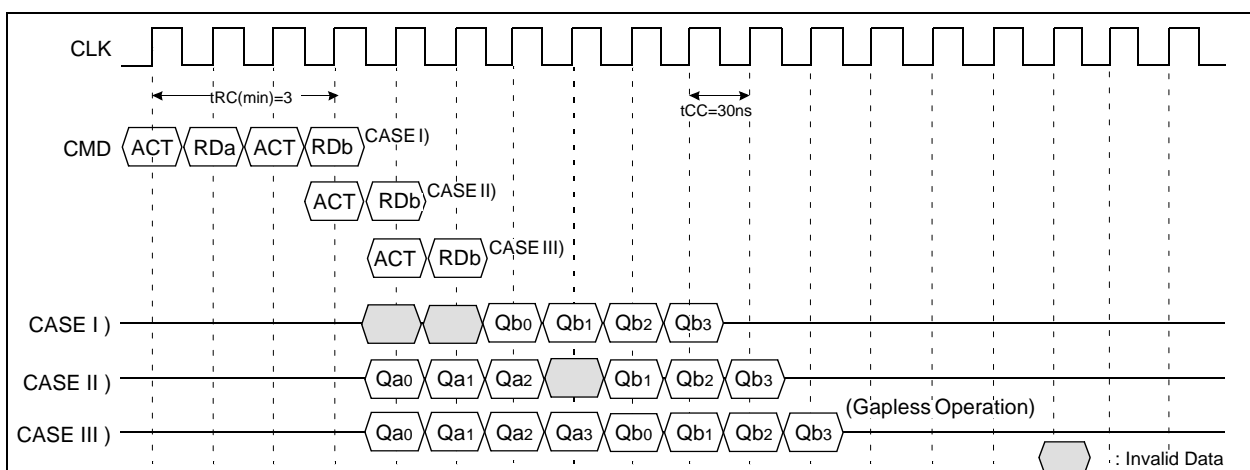 CLK
tRC(min)=3
tCC=30ns
CMD ACT RDa ACT RDb CASE I)
ACT RDb CASE II)
ACT RDb CASE III)
CASE I ) Qb0 Qb1 Qb2 Qb3
CASE II ) Qa0 Qa1 Qa2 Qb1 Qb2 Qb3
(Gapless Operation)
CASE III ) Qa0 Qa1 Qa2 Qa3 Qb0 Qb1 Qb2 Qb3
: Invalid Data